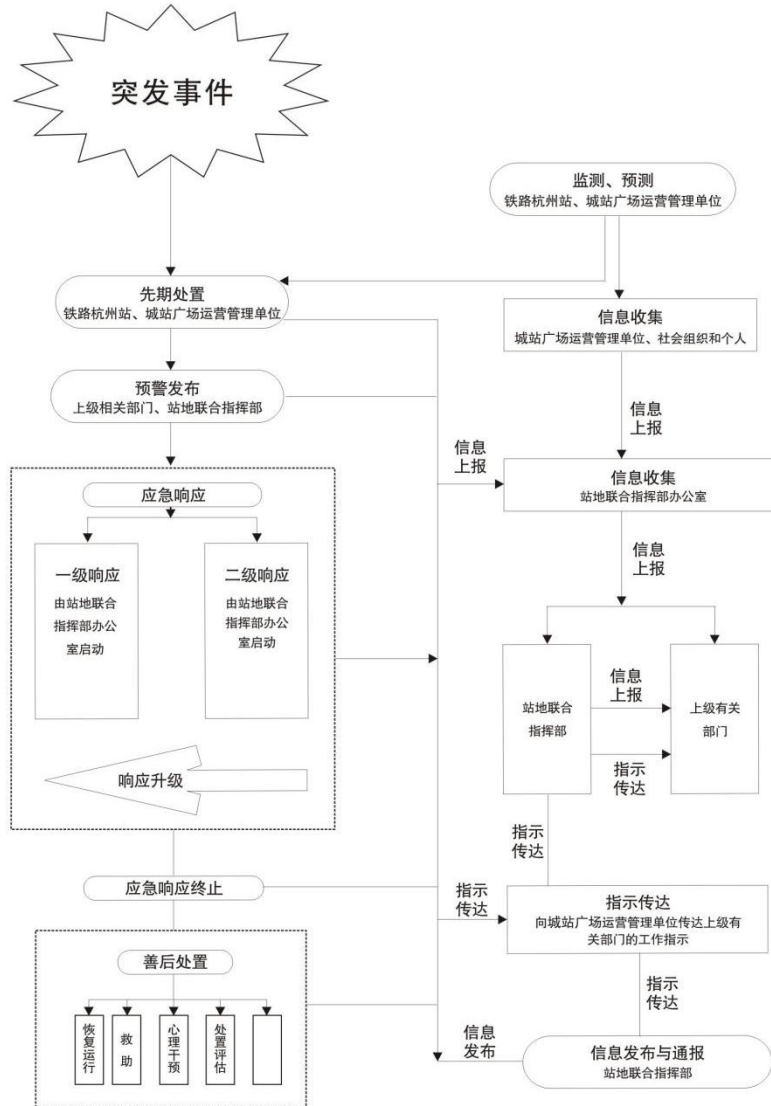 突发事件
监测、预测
铁路杭州站、城站广场运营管理单位
先期处置
铁路杭州站、城站广场运营管理单位
信息收集
城站广场运营管理单位、社会组织和个人
预警发布
上级相关部门、站地联合指挥部
信息
上报
信息
上报
信息收集
站地联合指挥部办公室
应急响应
信息
上报
一级响应
由站地联合
指挥部办公
室启动
二级响应
由站地联合
指挥部办公
室启动
站地联合
指挥部
信息
上报
指示
传达
上级有关
部门
响应升级
指示
传达
应急响应终止
指示
传达
指示传达
向城站广场运营管理单位传达上级有
关部门的工作指示
善后处置
指示
传达
恢复运行
救助
心理干预
处置评估
信息
发布
信息发布与通报
站地联合指挥部